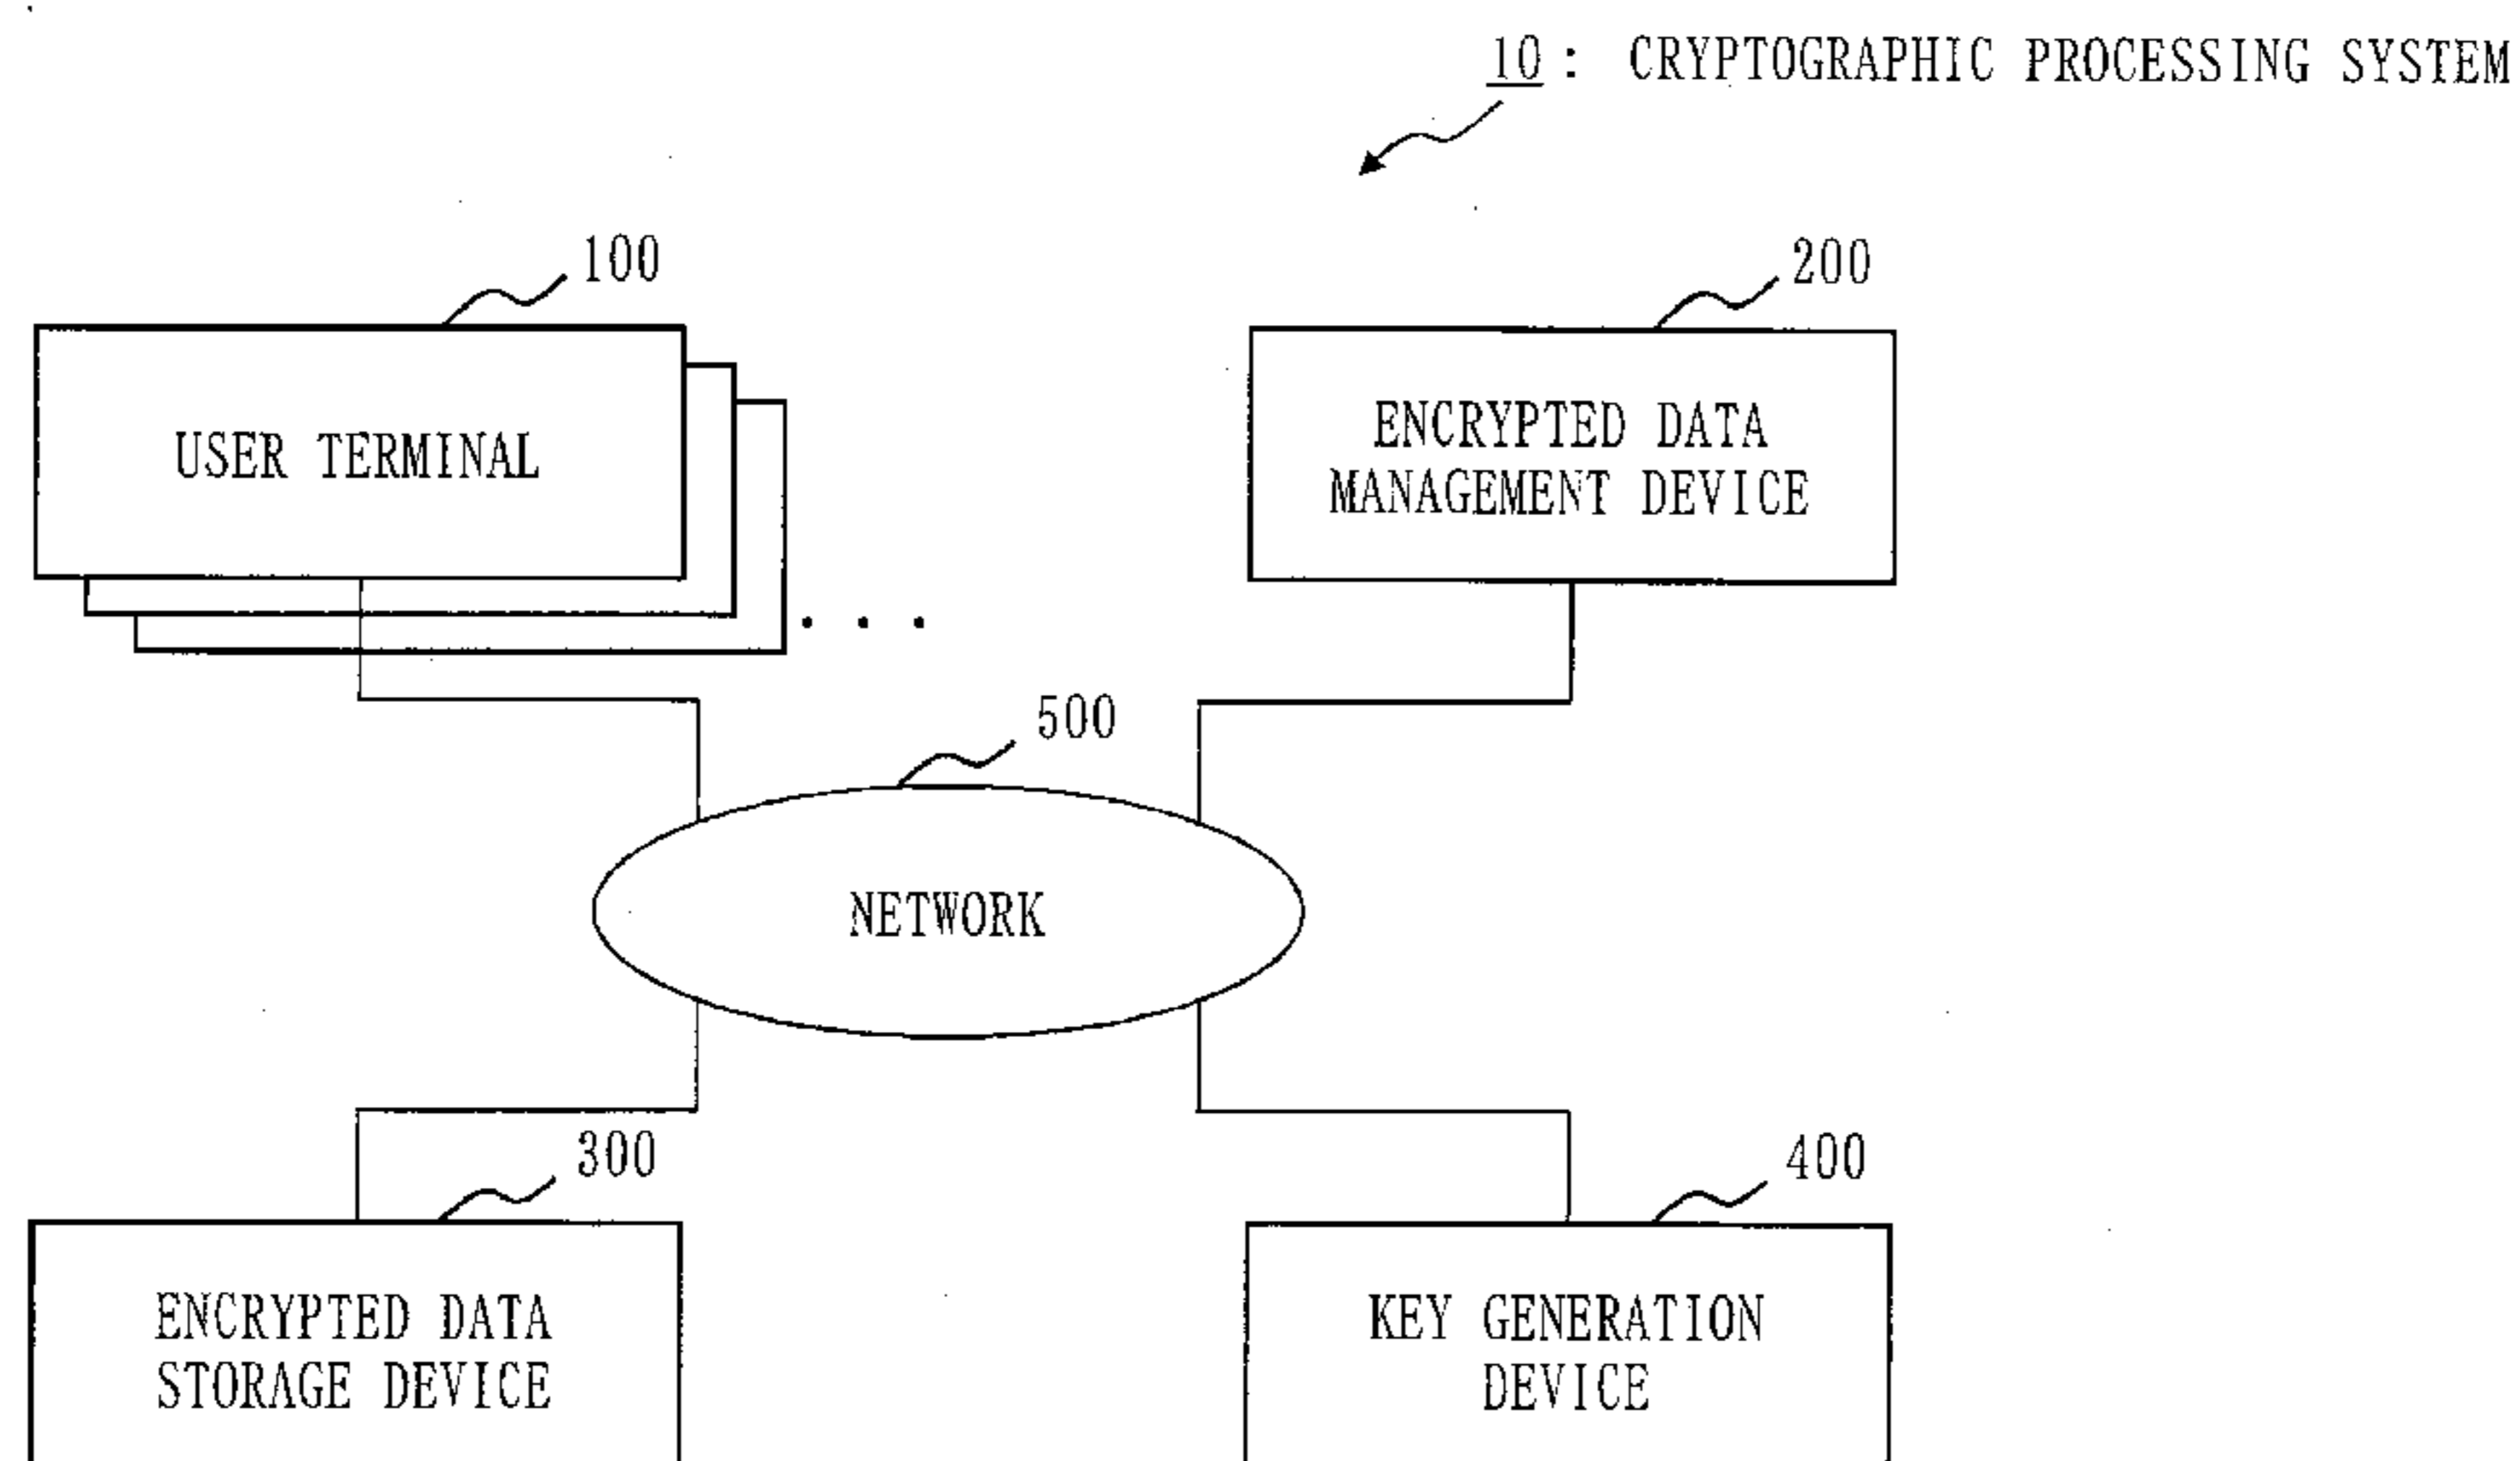 10: CRYPTOGRAPHIC PROCESSING SYSTEM
100
200
USER TERMINAL
ENCRYPTED DATA
MANAGEMENT DEVICE
. . .
500
NETWORK
300
400
ENCRYPTED DATA
STORAGE DEVICE
KEY GENERATION
DEVICE